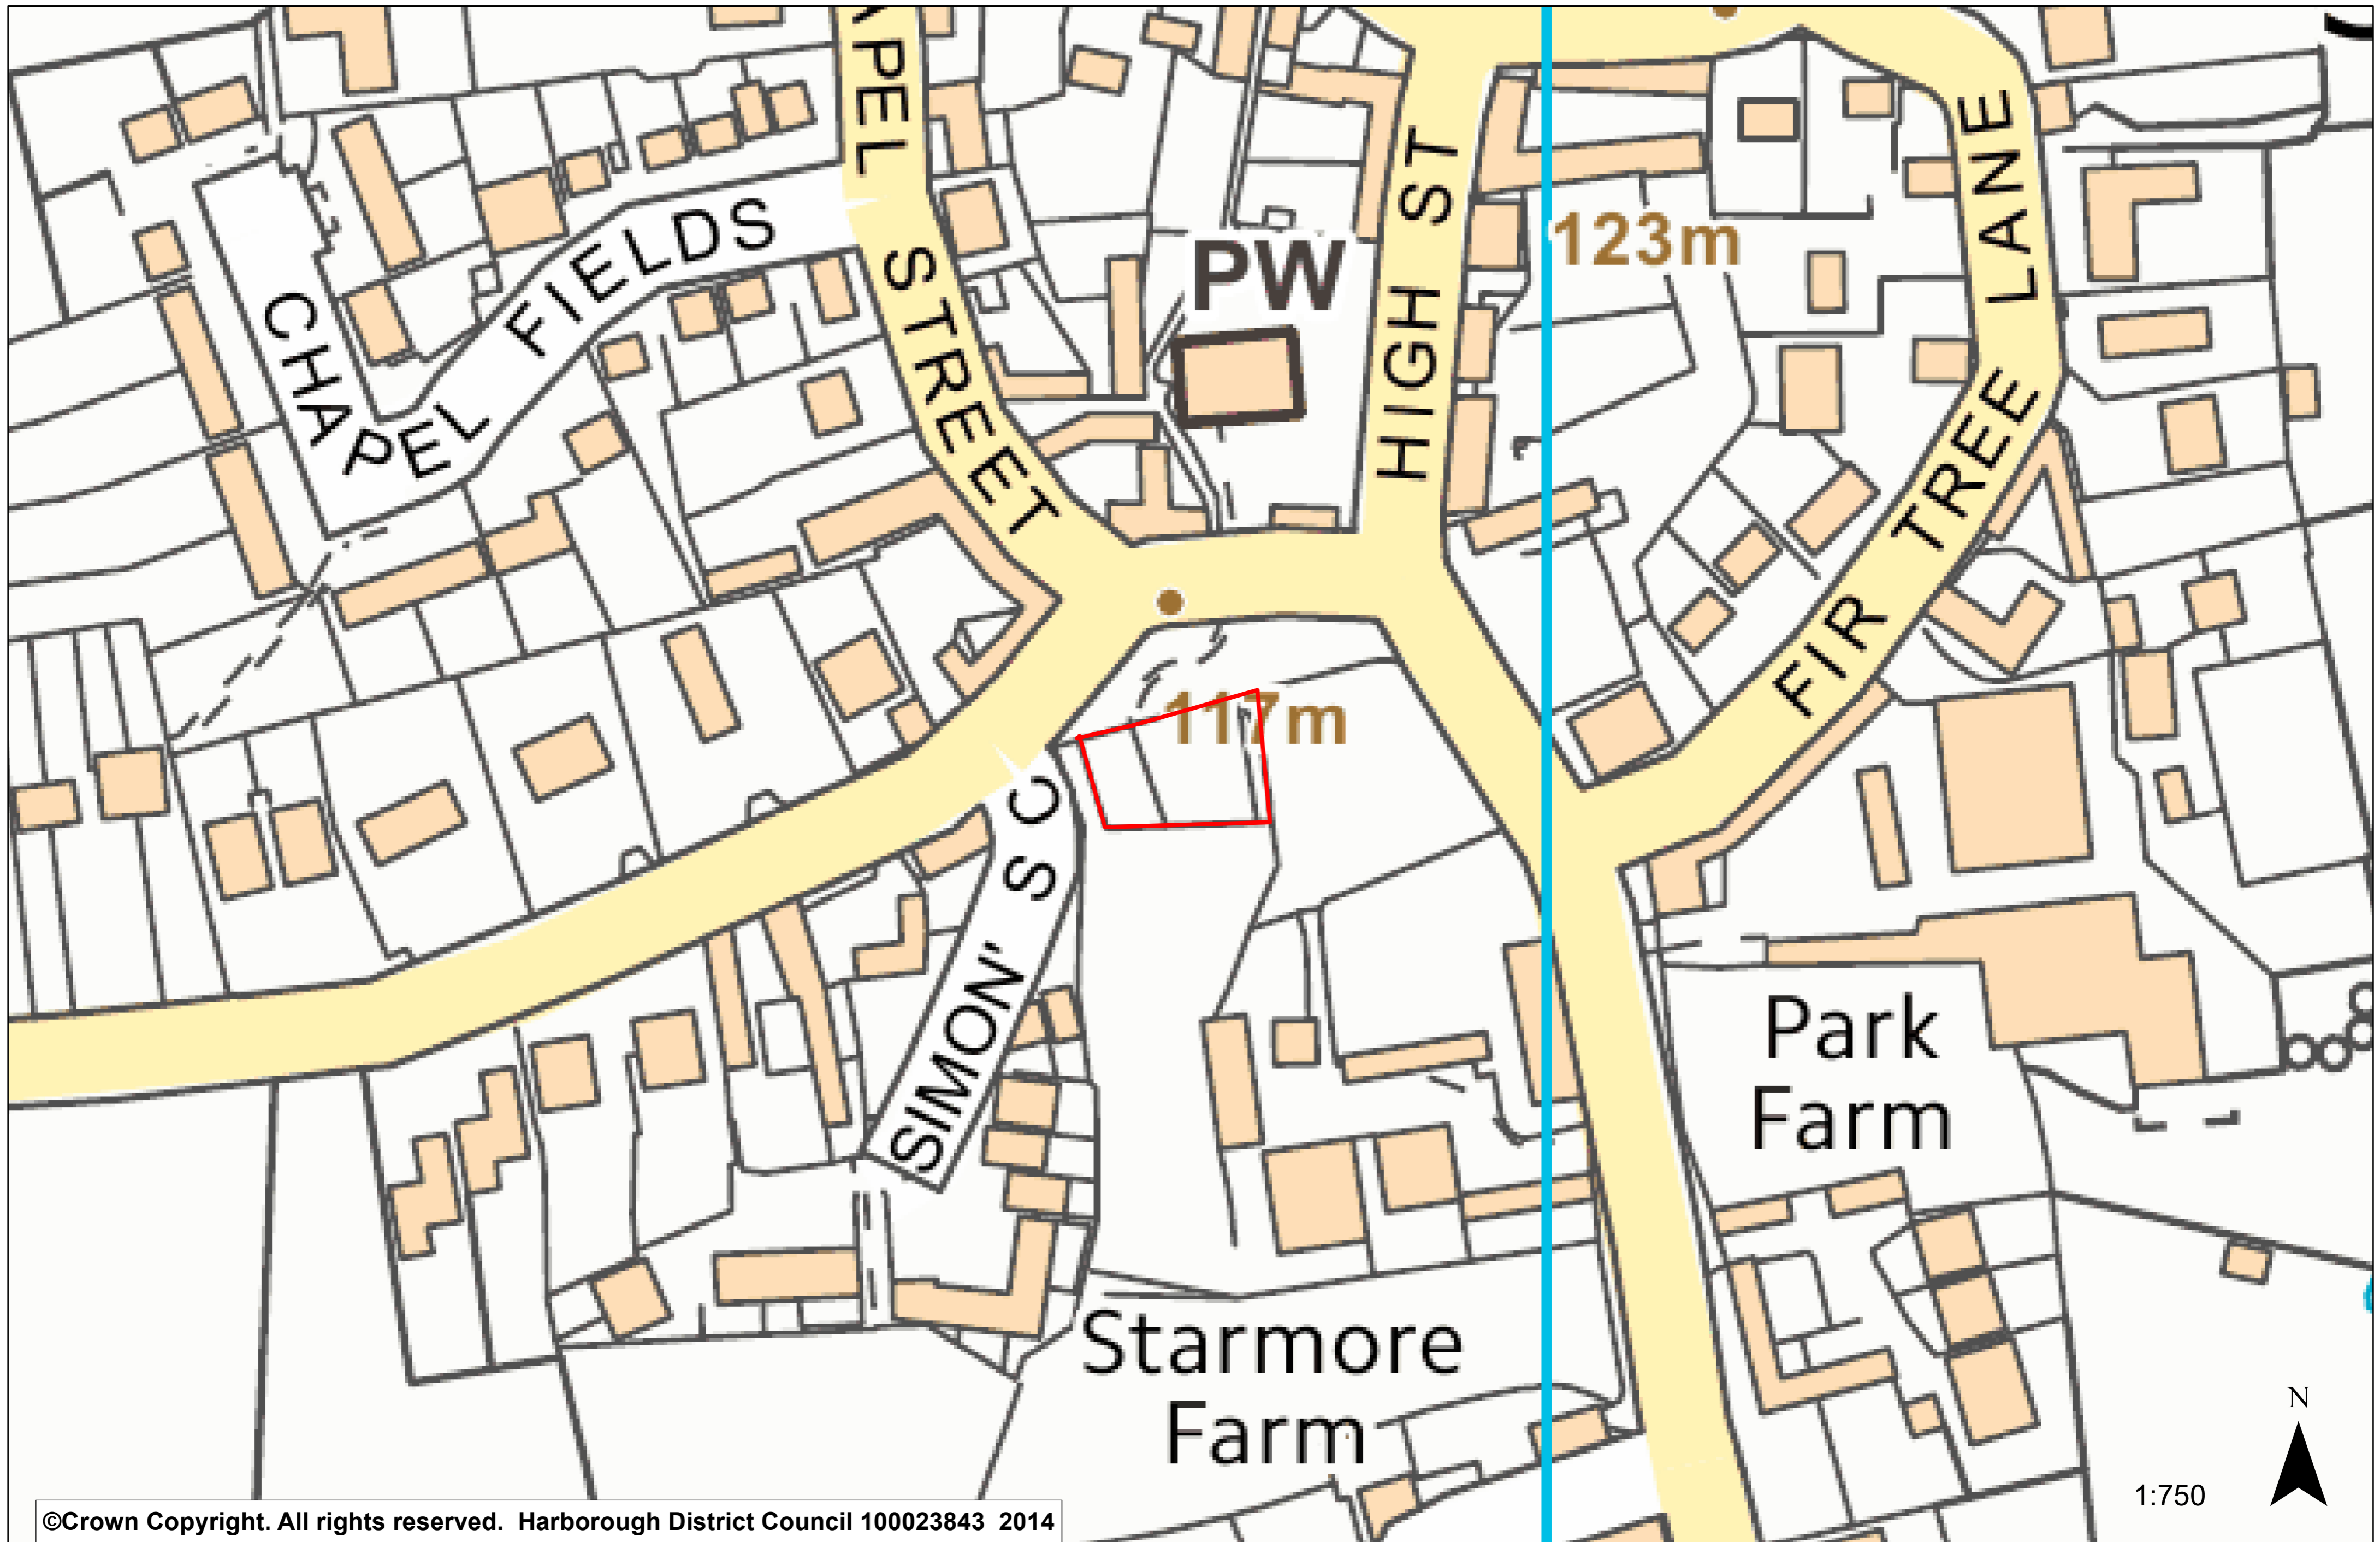 APEL STREET
HIGH ST
FIR TREE LANE
CHAPEL FIELDS
PW
123m
117m
SIMON'S C
Park
Farm
Starmore
Farm
N
1:750
©Crown Copyright. All rights reserved. Harborough District Council 100023843 2014